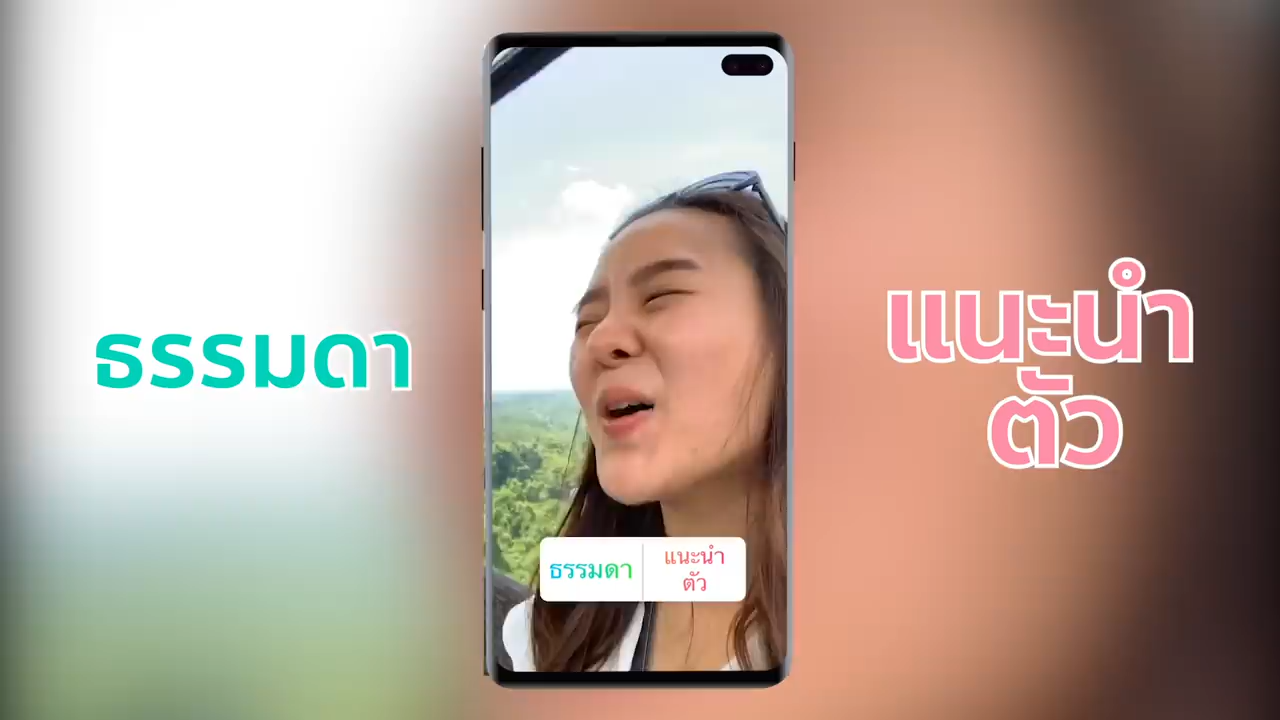 ธรรมดา
แนะนำ
ตัว
ธรรมดา
แนะนำ
ตัว